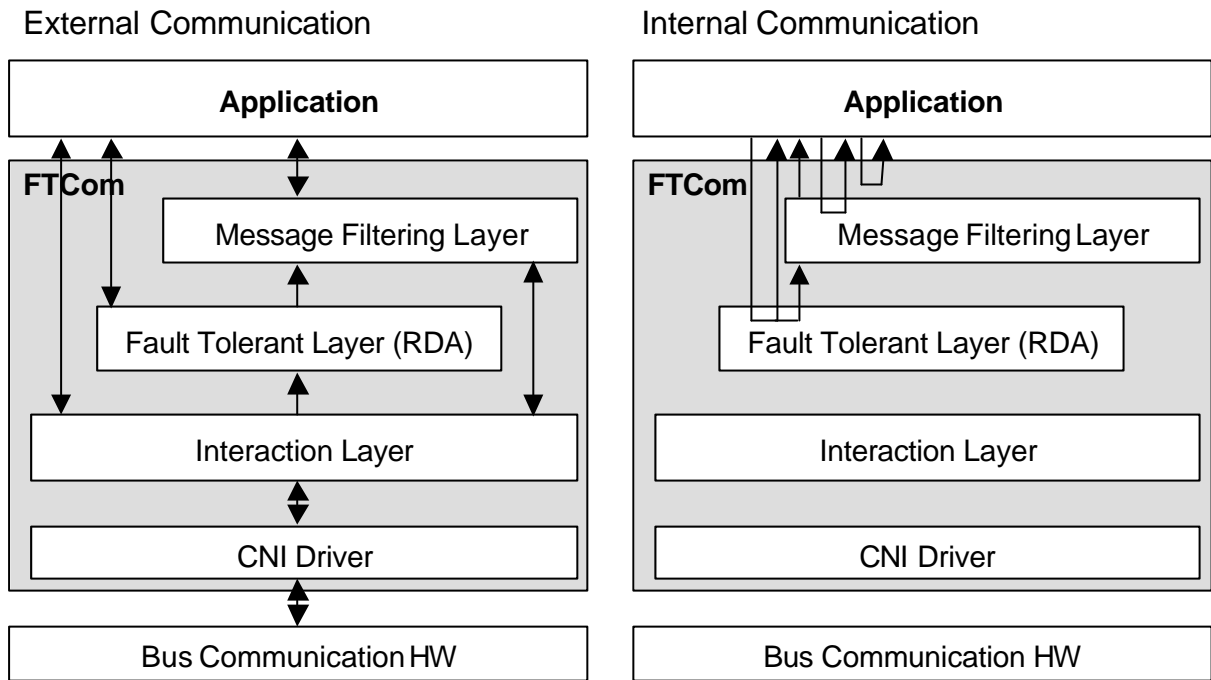 External Communication
Application
FTCom
Message Filtering Layer
Fault Tolerant Layer (RDA)
Interaction Layer
CNI Driver
Bus Communication HW
Internal Communication
Application
FTCom
Message Filtering Layer
Fault Tolerant Layer (RDA)
Interaction Layer
CNI Driver
Bus Communication HW